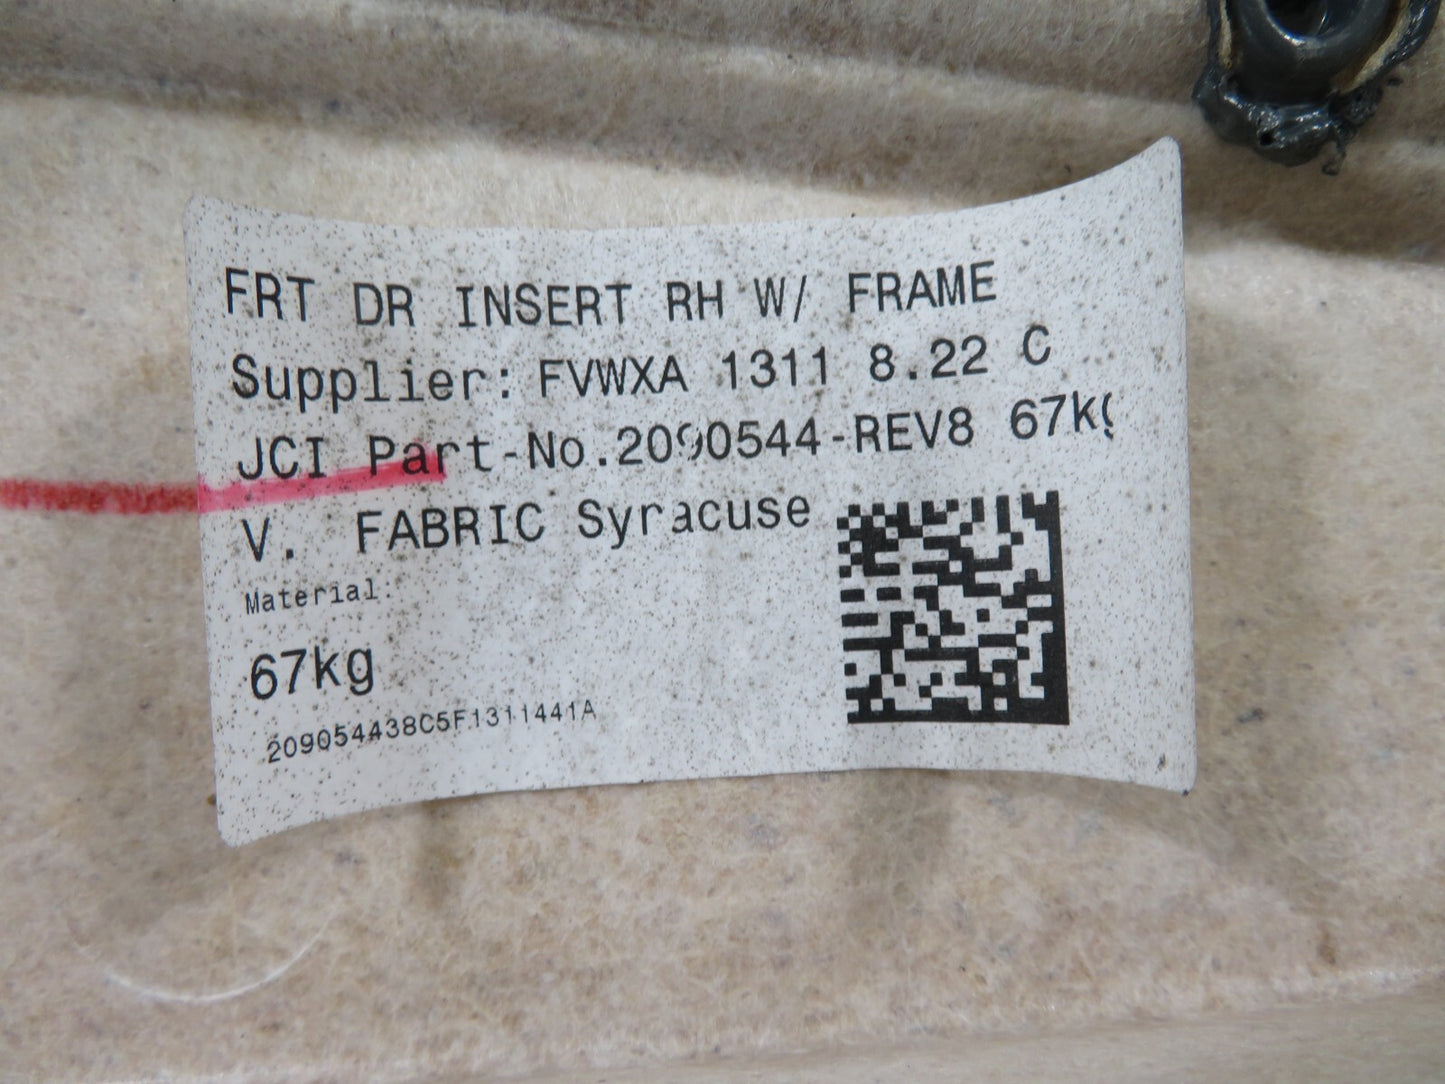 FRT DR INSERT RH W/ FRAME
Supplier: FVWXA 1311 8.22 C
JCI Part-No.2090544-REV8 67kg
V. FABRIC Syracuse
Material:
67kg
209054438C5F1311441A